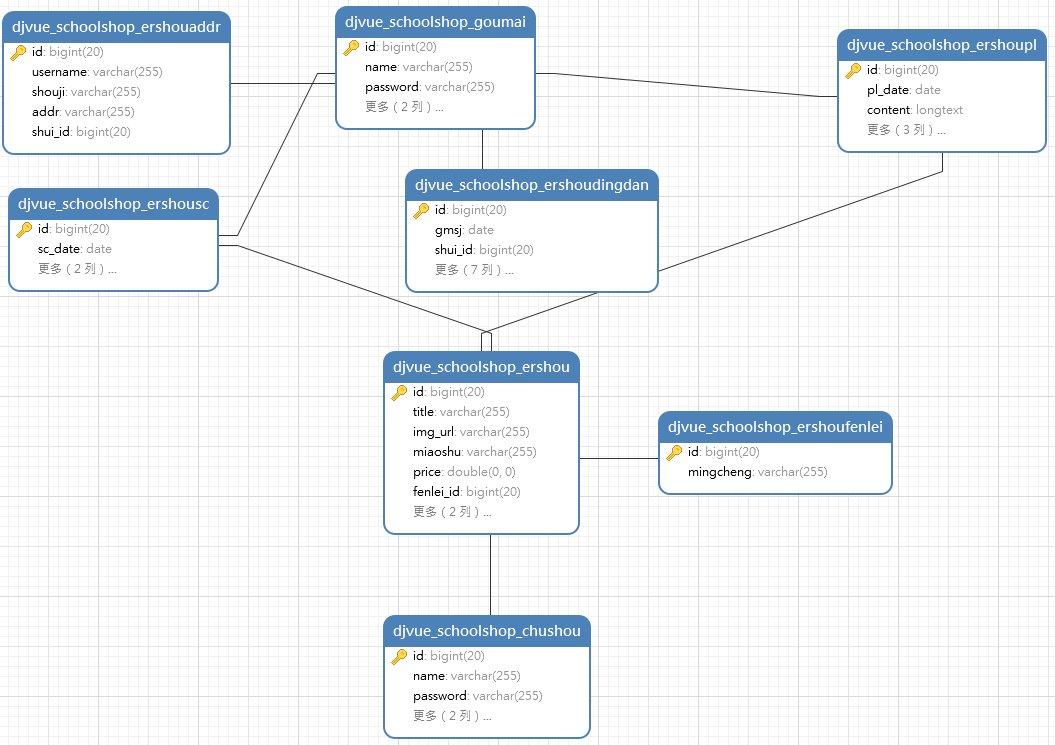 djvue_schoolshop_ershouaddr
id: bigint(20)
username: varchar(255)
shouji: varchar(255)
addr: varchar(255)
shui_id: bigint(20)
djvue_schoolshop_goumai
id: bigint(20)
name: varchar(255)
password: varchar(255)
更多 ( 2 列 ) ...
djvue_schoolshop_ershoupl
id: bigint(20)
pl_date: date
content: longtext
更多 ( 3 列 ) ...
djvue_schoolshop_ershousc
id: bigint(20)
sc_date: date
更多 ( 2 列 ) ...
djvue_schoolshop_ershoudingdan
id: bigint(20)
gmsj: date
shui_id: bigint(20)
更多 ( 7 列 ) ...
djvue_schoolshop_ershou
id: bigint(20)
title: varchar(255)
img_url: varchar(255)
miaoshu: varchar(255)
price: double(0, 0)
fenlei_id: bigint(20)
更多 ( 2 列 ) ...
djvue_schoolshop_ershoufenlei
id: bigint(20)
mingcheng: varchar(255)
djvue_schoolshop_chushou
id: bigint(20)
name: varchar(255)
password: varchar(255)
更多 ( 2 列 ) ...